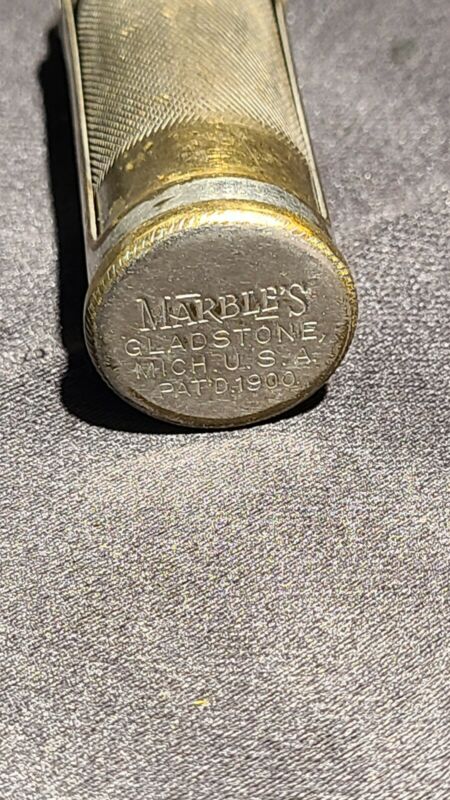 MARBLE'S
GLADSTONE,
MICH. U.S.A.
PAT'D. 1900.